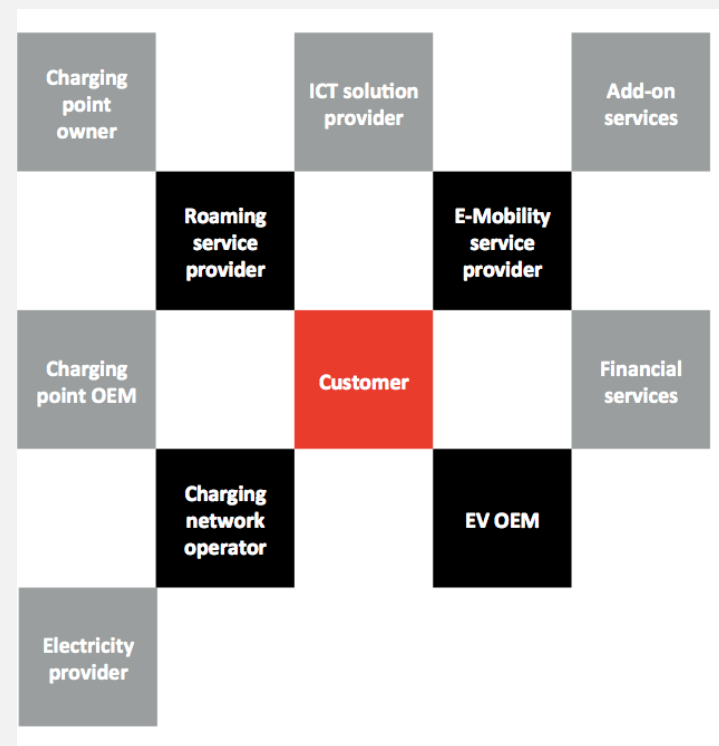 Charging
point
owner
ICT solution
provider
Add-on
services
Roaming
service
provider
E-Mobility
service
provider
Charging
point OEM
Customer
Financial
services
Charging
network
operator
EV OEM
Electricity
provider